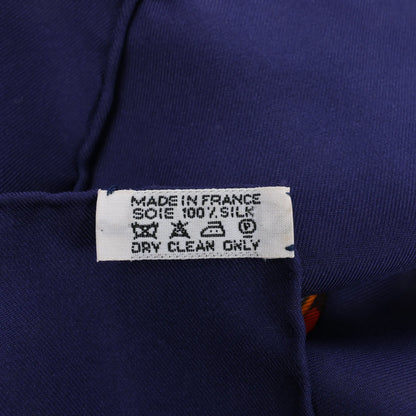 MADE IN FRANCE
SOIE 100% SILK
P
DRY CLEAN ONLY